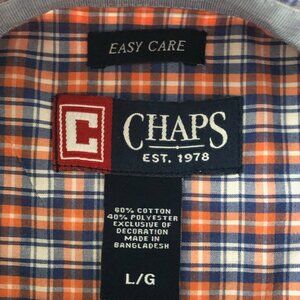 EASY CARE
C
CHAPS
EST. 1978
60% COTTON
40% POLYESTER
EXCLUSIVE OF
DECORATION
MADE IN
BANGLADESH
L/G